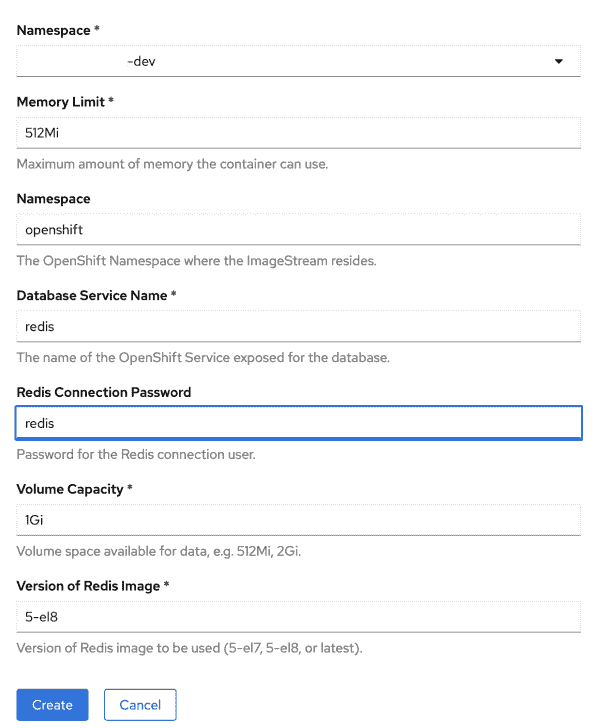 Namespace *
-dev
Memory Limit *
512Mi
Maximum amount of memory the container can use.
Namespace
openshift
The OpenShift Namespace where the ImageStream resides.
Database Service Name *
redis
The name of the OpenShift Service exposed for the database.
Redis Connection Password
redis
Password for the Redis connection user.
Volume Capacity *
1Gi
Volume space available for data, e.g. 512Mi, 2Gi.
Version of Redis Image *
5-el8
Version of Redis image to be used (5-el7, 5-el8, or latest).
Create Cancel